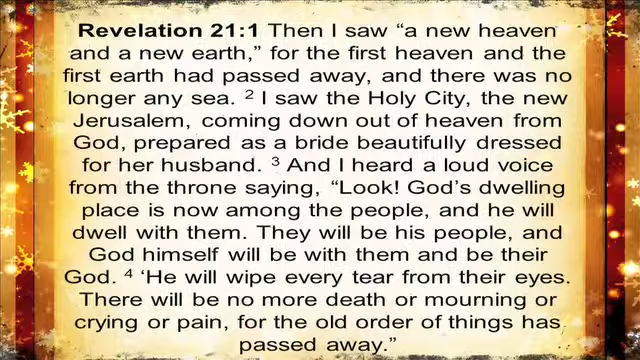 Revelation 21:1 Then I saw “a new heaven
and a new earth,” for the first heaven and the
first earth had passed away, and there was no
longer any sea. ² I saw the Holy City, the new
Jerusalem, coming down out of heaven from
God, prepared as a bride beautifully dressed
for her husband. ³ And I heard a loud voice
from the throne saying, “Look! God’s dwelling
place is now among the people, and he will
dwell with them. They will be his people, and
God himself will be with them and be their
God. ⁴ ‘He will wipe every tear from their eyes.
There will be no more death or mourning or
crying or pain, for the old order of things has
passed away.”